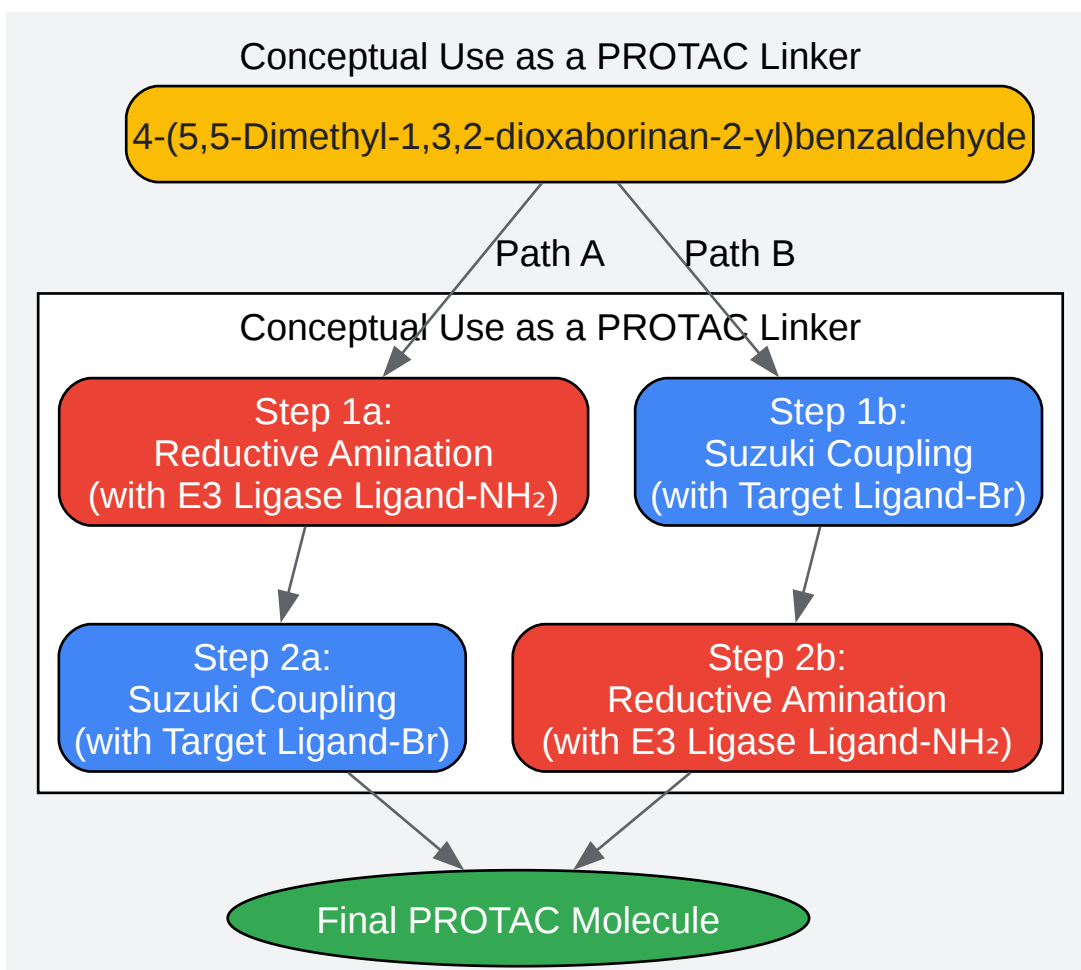 Conceptual Use as a PROTAC Linker
4-(5,5-Dimethyl-1,3,2-dioxaborinan-2-yl)benzaldehyde
Path A
Path B
Conceptual Use as a PROTAC Linker
Step 1a:
Reductive Amination
(with E3 Ligase Ligand-NH₂)
Step 1b:
Suzuki Coupling
(with Target Ligand-Br)
Step 2a:
Suzuki Coupling
(with Target Ligand-Br)
Step 2b:
Reductive Amination
(with E3 Ligase Ligand-NH₂)
Final PROTAC Molecule